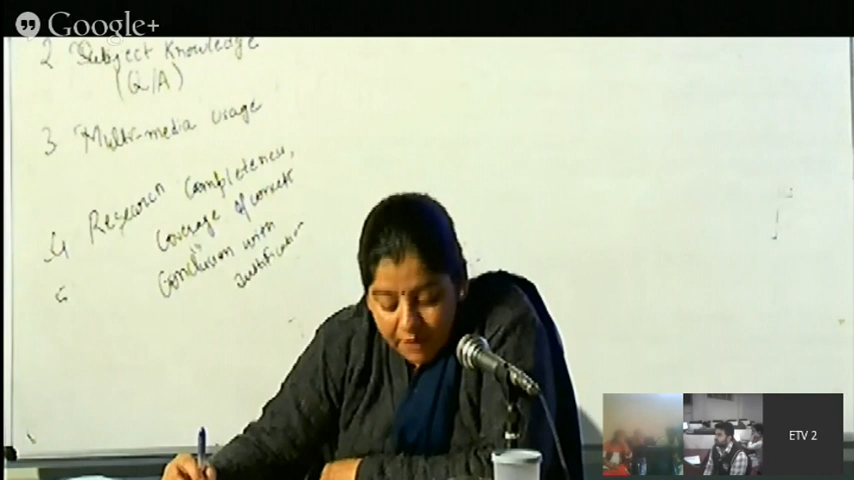 Google+
2 Subject Knowledge
(Q/A)
3 Multi-media usage
4 Research Completeness,
Coverage of
5 Conclusion with
Justification
ETV 2